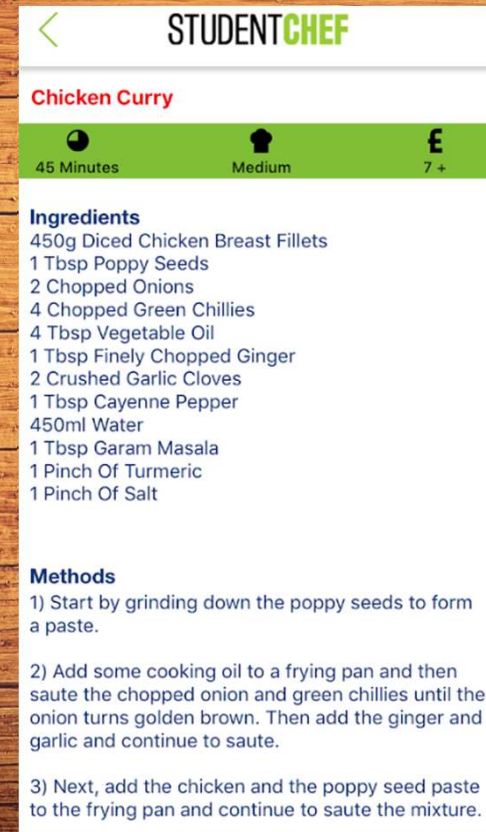 STUDENTCHEF
Chicken Curry
45 Minutes
Medium
£
7 +
Ingredients
450g Diced Chicken Breast Fillets
1 Tbsp Poppy Seeds
2 Chopped Onions
4 Chopped Green Chillies
4 Tbsp Vegetable Oil
1 Tbsp Finely Chopped Ginger
2 Crushed Garlic Cloves
1 Tbsp Cayenne Pepper
450ml Water
1 Tbsp Garam Masala
1 Pinch Of Turmeric
1 Pinch Of Salt
Methods
1) Start by grinding down the poppy seeds to form
a paste.
2) Add some cooking oil to a frying pan and then
saute the chopped onion and green chillies until the
onion turns golden brown. Then add the ginger and
garlic and continue to saute.
3) Next, add the chicken and the poppy seed paste
to the frying pan and continue to saute the mixture.